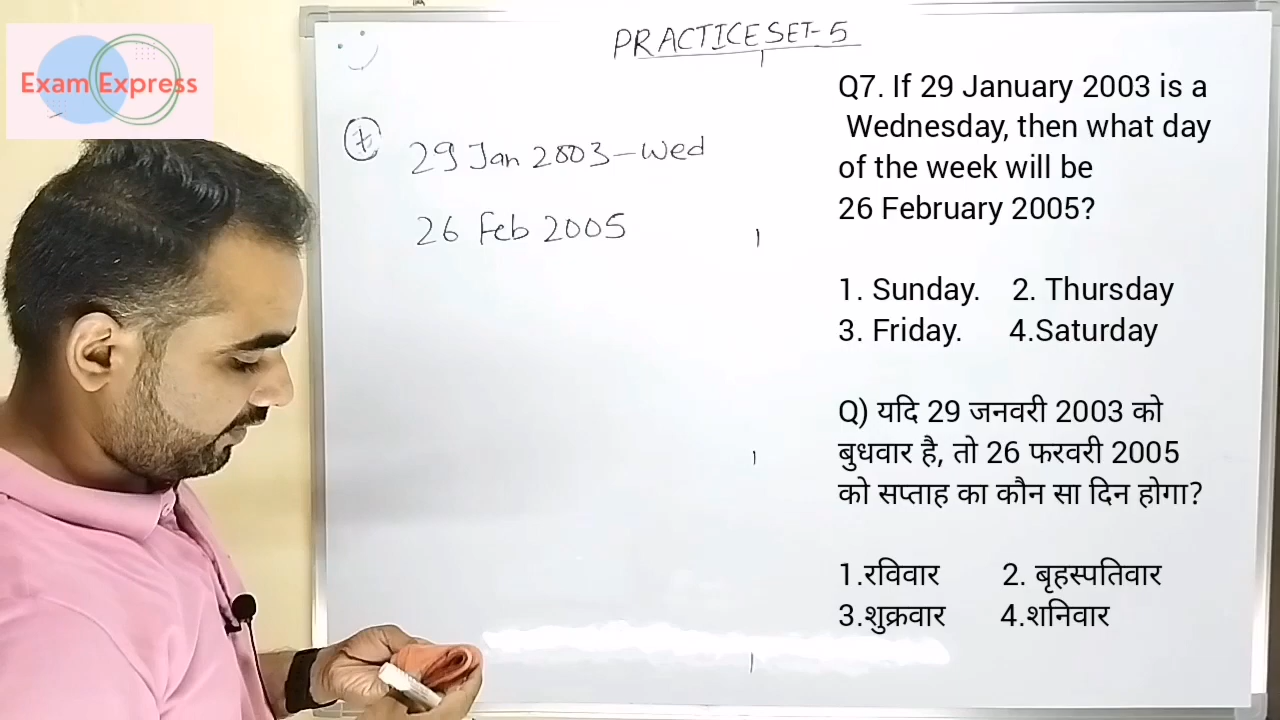 Exam Express
PRACTICE SET-5
7
29 Jan 2003-Wed
26 Feb 2005
Q7. If 29 January 2003 is a
Wednesday, then what day
of the week will be
26 February 2005?
1. Sunday. 2. Thursday
3. Friday. 4.Saturday
Q) यदि 29 जनवरी 2003 को
बुधवार है, तो 26 फरवरी 2005
को सप्ताह का कौन सा दिन होगा?
1.रविवार 2. बृहस्पतिवार
3.शुक्रवार 4.शनिवार